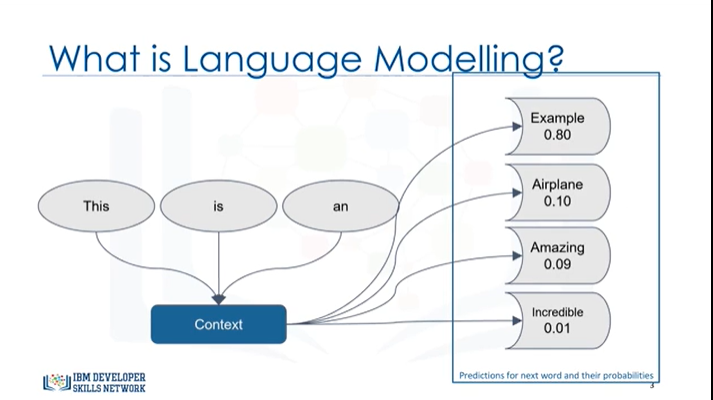 What is Language Modelling?
This
is
an
Context
Example
0.80
Airplane
0.10
Amazing
0.09
Incredible
0.01
Predictions for next word and their probabilities
IBM DEVELOPER
SKILLS NETWORK
3